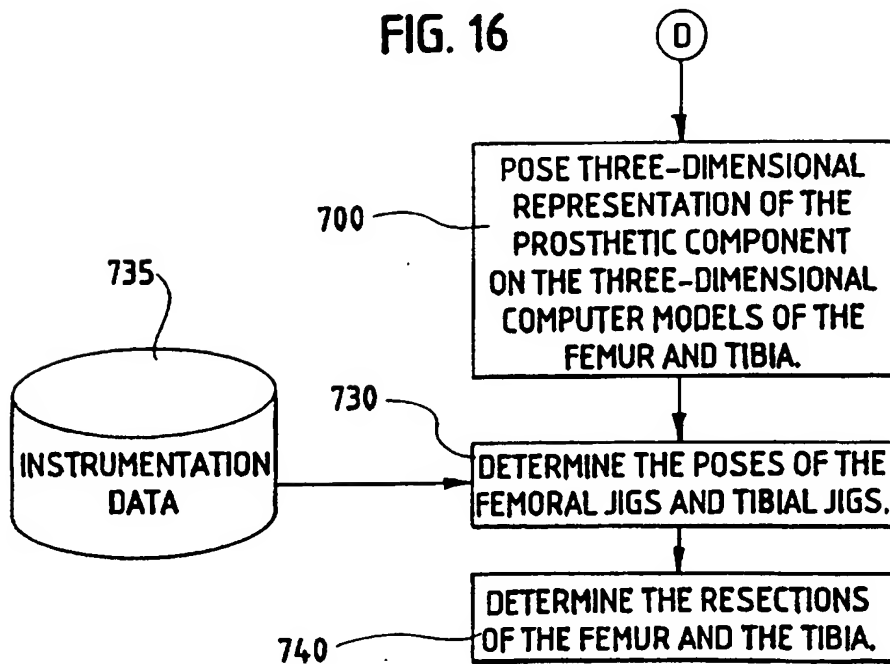 FIG. 16
D
POSE THREE-DIMENSIONAL
REPRESENTATION OF THE
PROSTHETIC COMPONENT
ON THE THREE-DIMENSIONAL
COMPUTER MODELS OF THE
FEMUR AND TIBIA.
700
735
INSTRUMENTATION
DATA
730
DETERMINE THE POSES OF THE
FEMORAL JIGS AND TIBIAL JIGS.
DETERMINE THE RESECTIONS
OF THE FEMUR AND THE TIBIA.
740